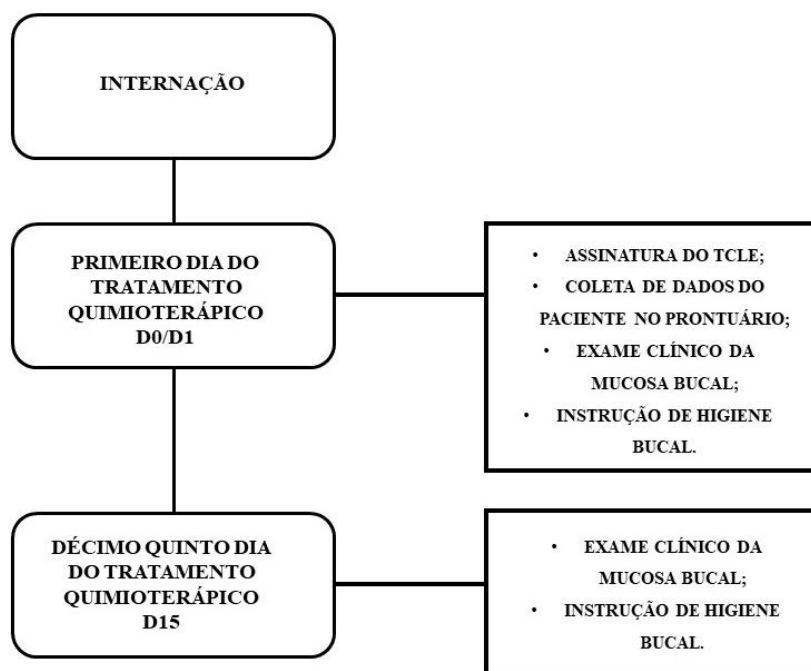 INTERNAÇÃO
PRIMEIRO DIA DO
TRATAMENTO
QUIMIOTERÁPICO
D0/D1
• ASSINATURA DO TCLE;
• COLETA DE DADOS DO
PACIENTE NO PRONTUÁRIO;
• EXAME CLÍNICO DA
MUCOSA BUCAL;
• INSTRUÇÃO DE HIGIENE
BUCAL.
DÉCIMO QUINTO DIA
DO TRATAMENTO
QUIMIOTERÁPICO
D15
• EXAME CLÍNICO DA
MUCOSA BUCAL;
• INSTRUÇÃO DE HIGIENE
BUCAL.